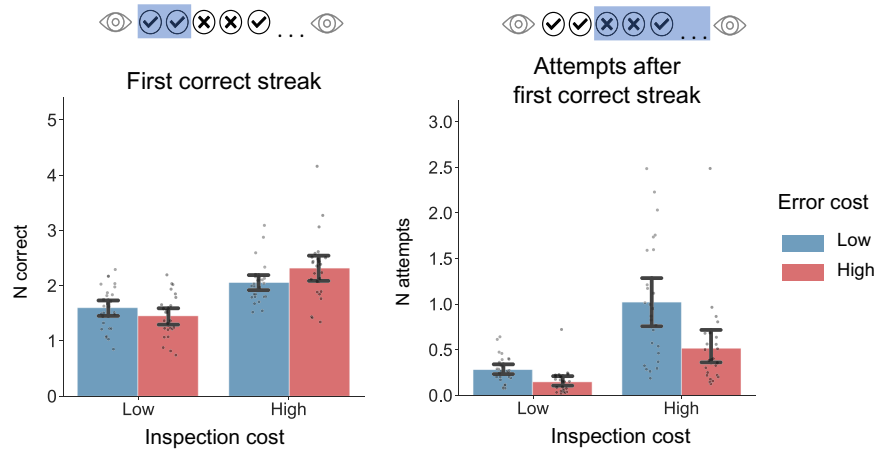 . . .
First correct streak
5
4
3
2
1
0
N correct
Low
High
Inspection cost
. . .
Attempts after
first correct streak
3.0
2.5
2.0
1.5
1.0
0.5
0.0
N attempts
Low
High
Inspection cost
Error cost
Low
High